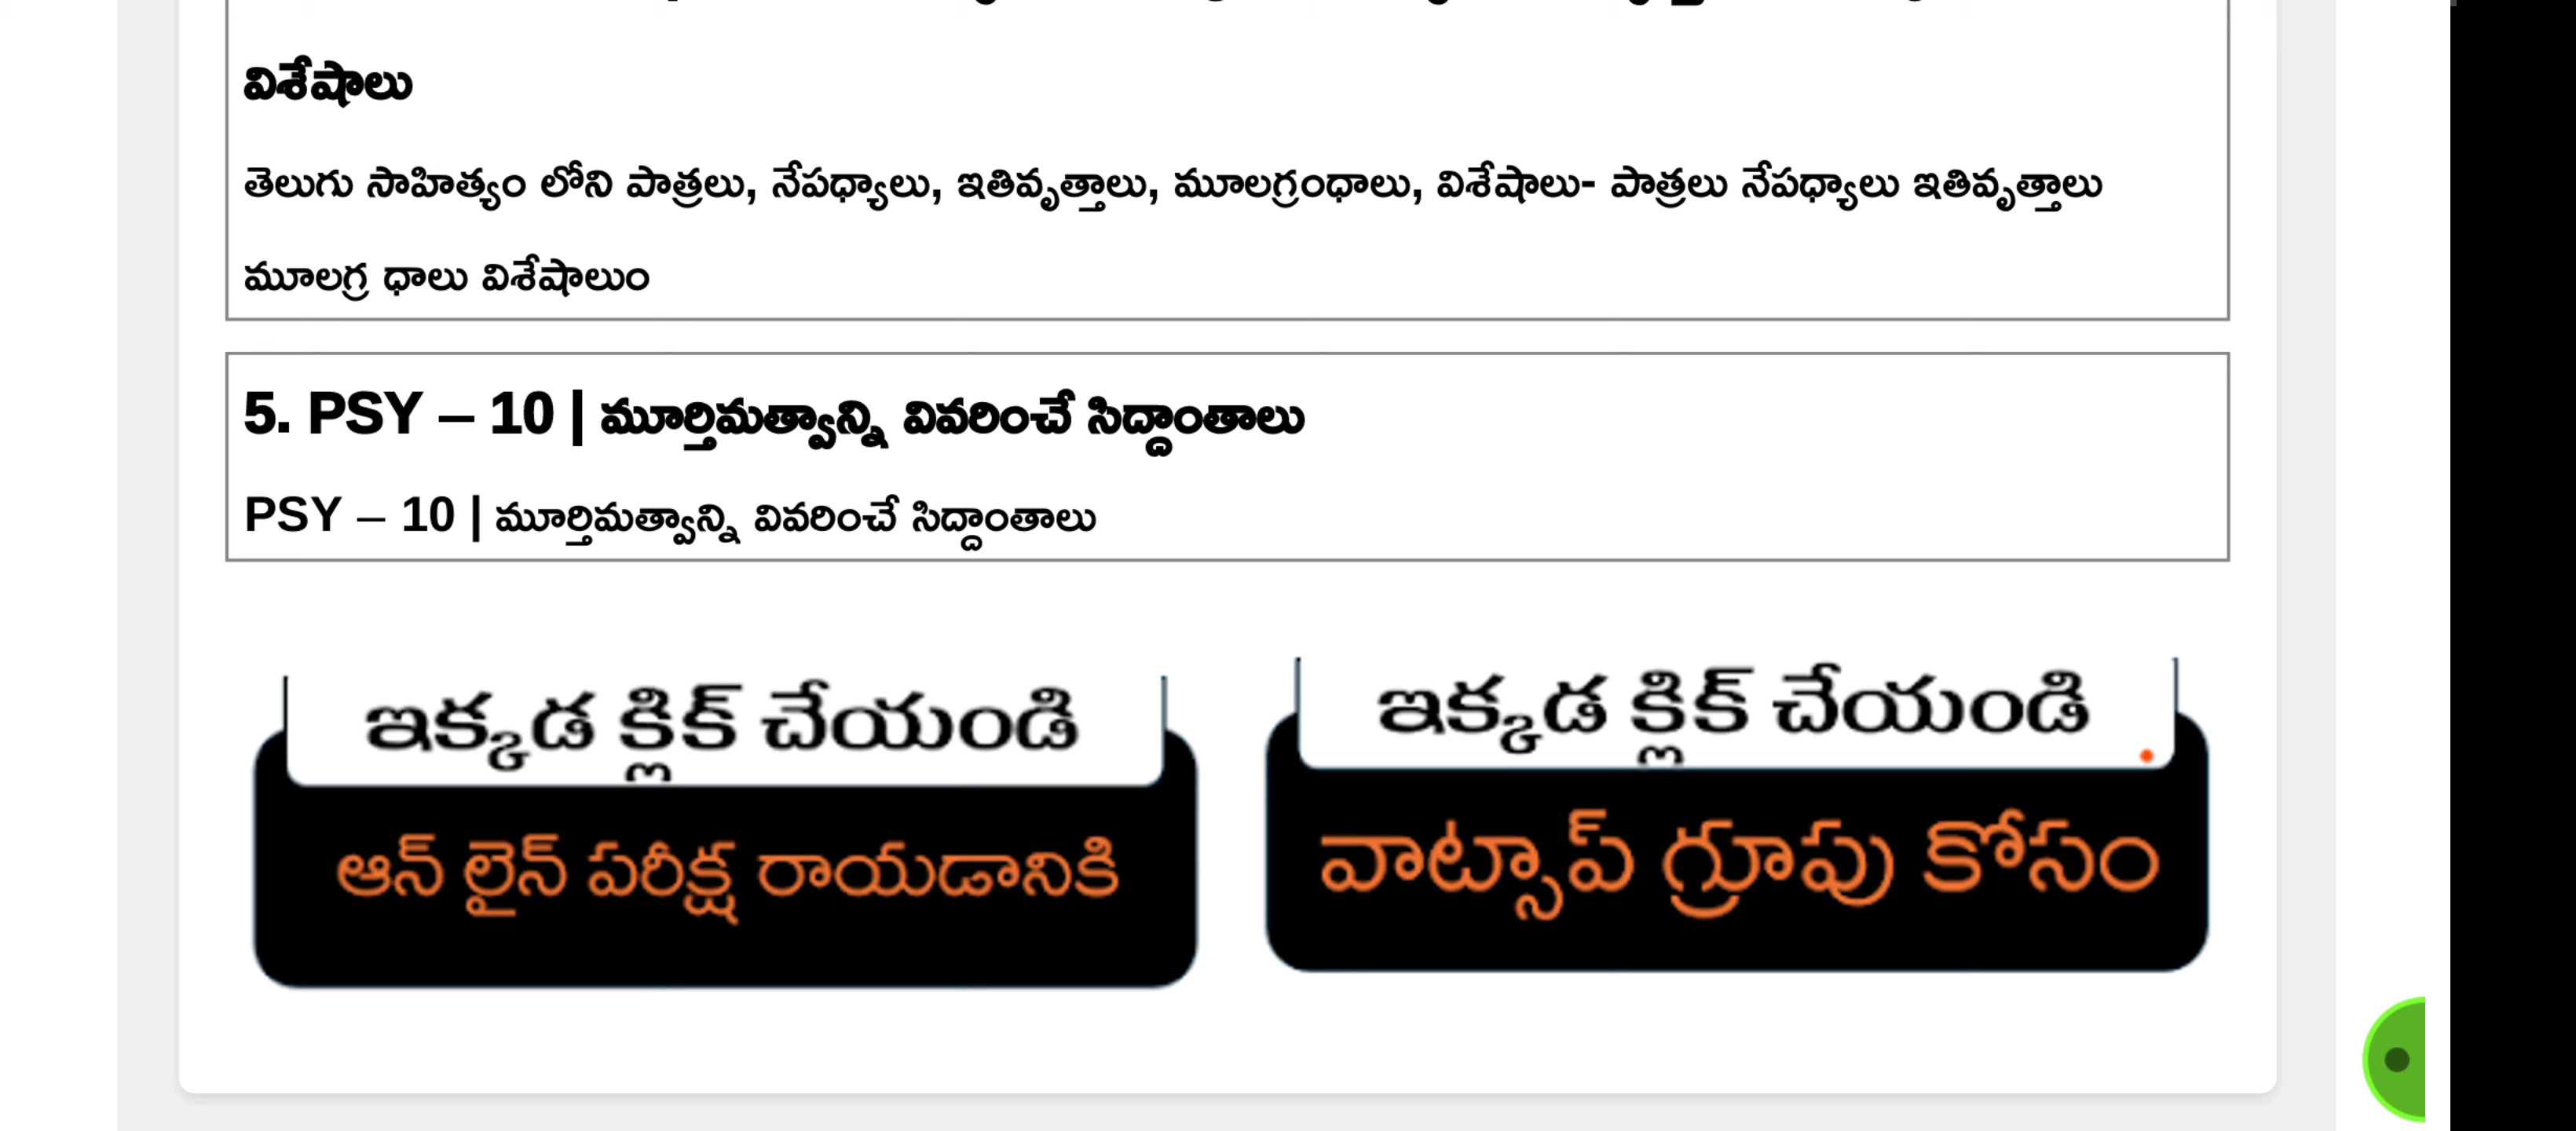 విశేషాలు
తెలుగు సాహిత్యం లోని పాత్రలు, నేపధ్యాలు, ఇతివృత్తాలు, మూలగ్రంధాలు, విశేషాలు- పాత్రలు నేపధ్యాలు ఇతివృత్తాలు
మూలగ్ర ధాలు విశేషాలుం
5. PSY – 10 | మూర్తిమత్వాన్ని వివరించే సిద్దాంతాలు
PSY – 10 | మూర్తిమత్వాన్ని వివరించే సిద్దాంతాలు
ఇక్కడ క్లిక్ చేయండి
ఆన్ లైన్ పరీక్ష రాయడానికి
ఇక్కడ క్లిక్ చేయండి
వాట్సాప్ గ్రూపు కోసం